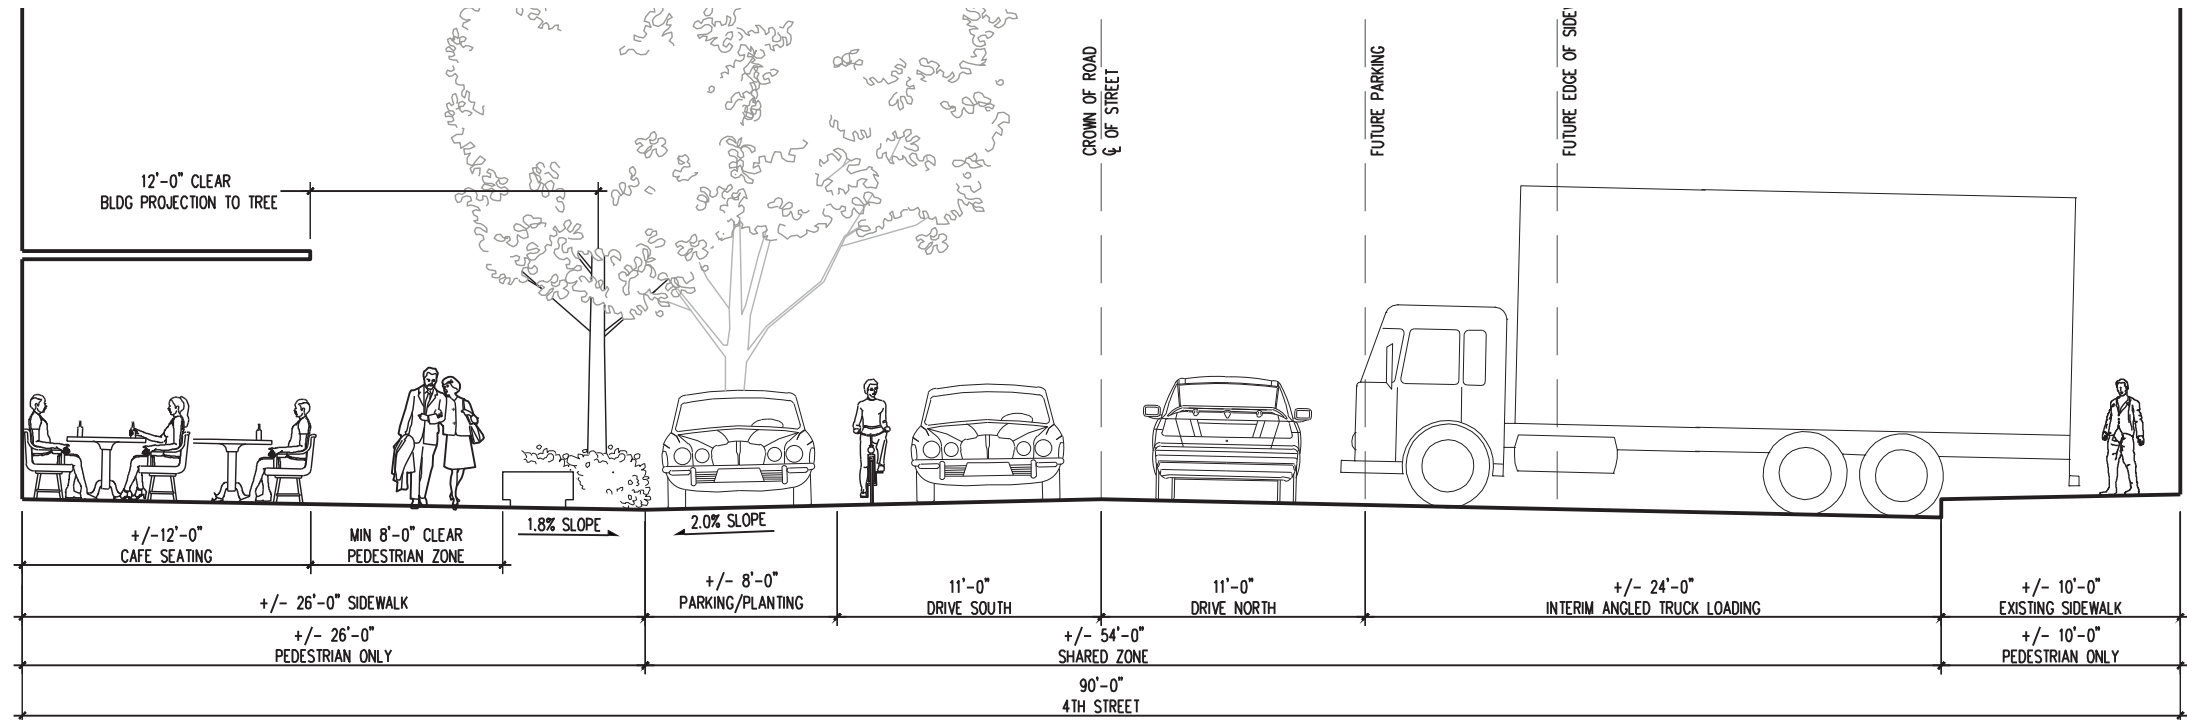 CROWN OF ROAD
℄ OF STREET
FUTURE PARKING
FUTURE EDGE OF
12'-0" CLEAR
BLDG PROJECTION TO TREE
1.8% SLOPE
2.0% SLOPE
+/-12'-0"
CAFE SEATING
MIN 8'-0" CLEAR
PEDESTRIAN ZONE
+/- 26'-0" SIDEWALK
+/- 8'-0"
PARKING/PLANTING
11'-0"
DRIVE SOUTH
11'-0"
DRIVE NORTH
+/- 24'-0"
INTERIM ANGLED TRUCK LOADING
+/- 10'-0"
EXISTING SIDEWALK
+/- 26'-0"
PEDESTRIAN ONLY
+/- 54'-0"
SHARED ZONE
+/- 10'-0"
PEDESTRIAN ONLY
90'-0"
4TH STREET